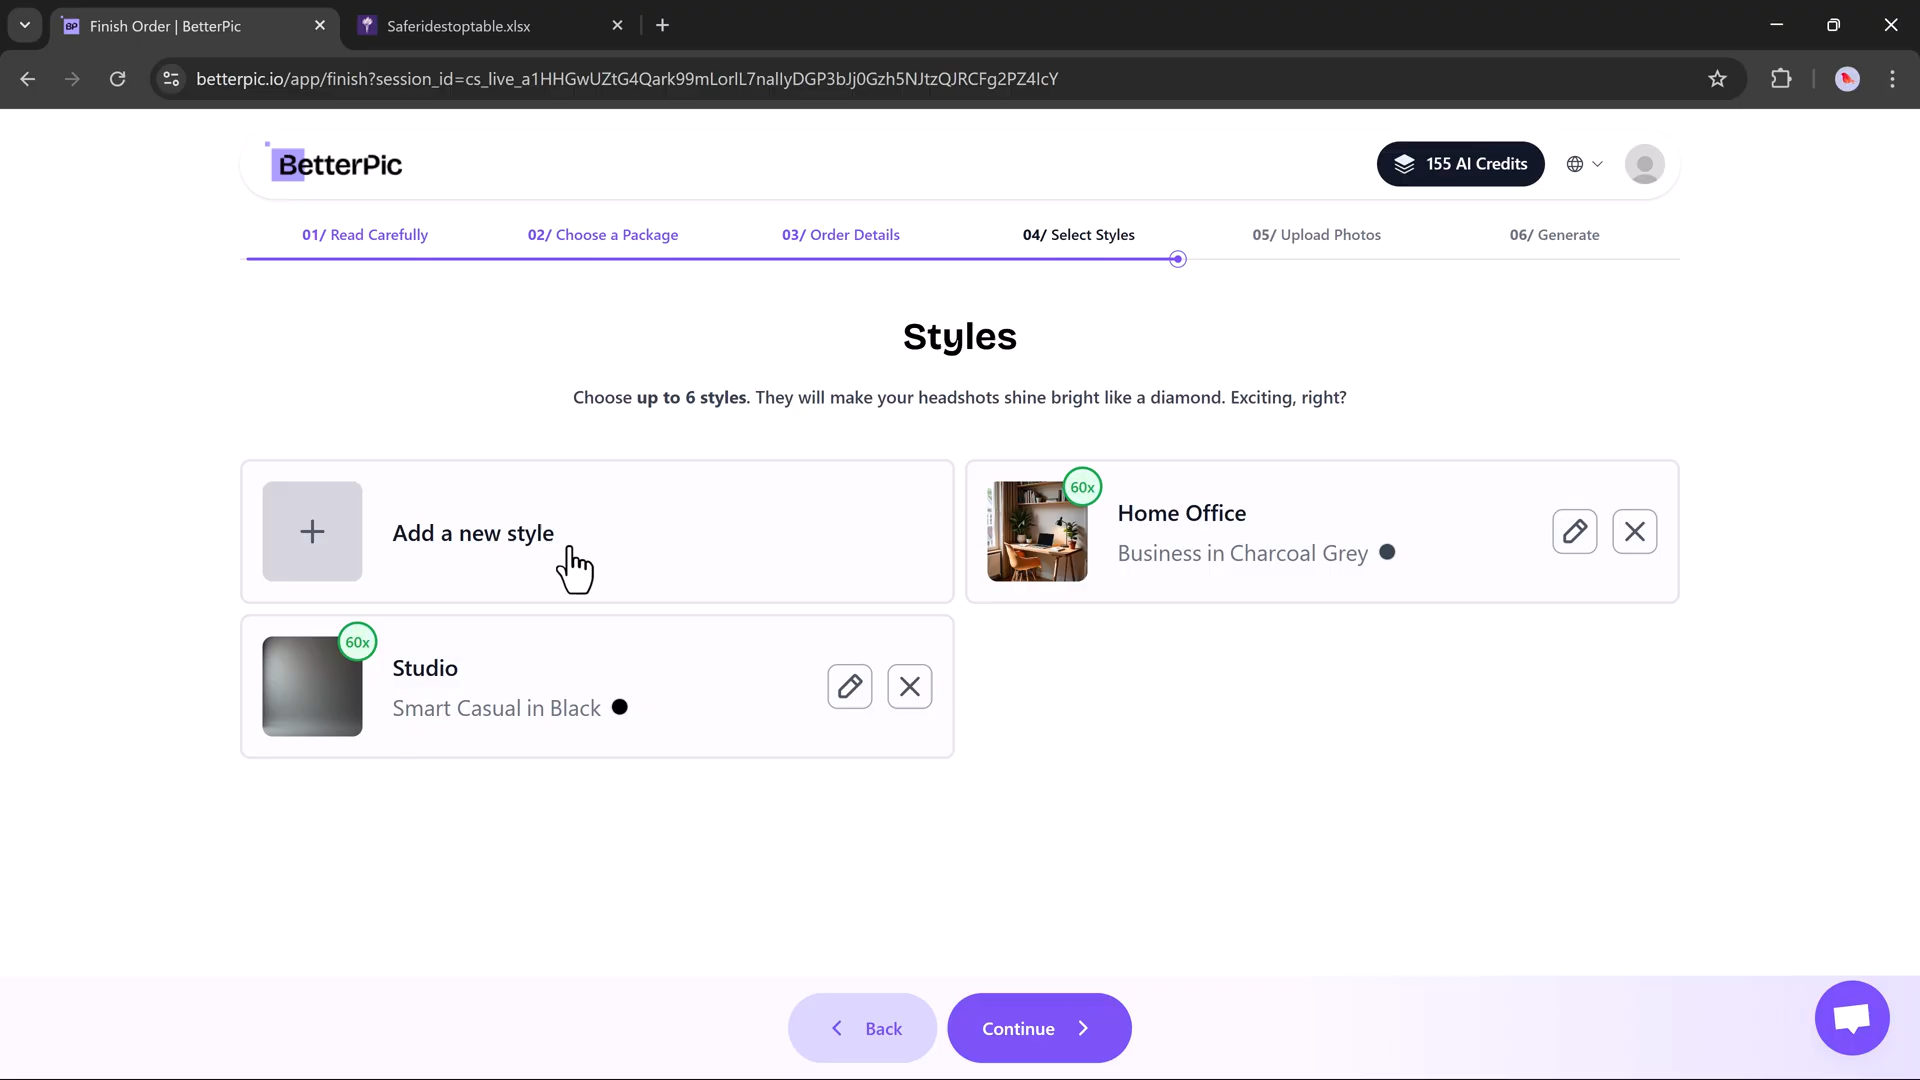 Finish Order | BetterPic
Saferidestoptable.xlsx
betterpic.io/app/finish?session_id=cs_live_a1HHGwUZtG4Qark99mLorIL7nalIyDGP3bJj0Gzh5NJtzQJRCFg2PZ4IcY
BetterPic
155 AI Credits
01/ Read Carefully
02/ Choose a Package
03/ Order Details
04/ Select Styles
05/ Upload Photos
06/ Generate
Styles
Choose up to 6 styles. They will make your headshots shine bright like a diamond. Exciting, right?
Add a new style
60x
Home Office
Business in Charcoal Grey
60x
Studio
Smart Casual in Black
Back
Continue